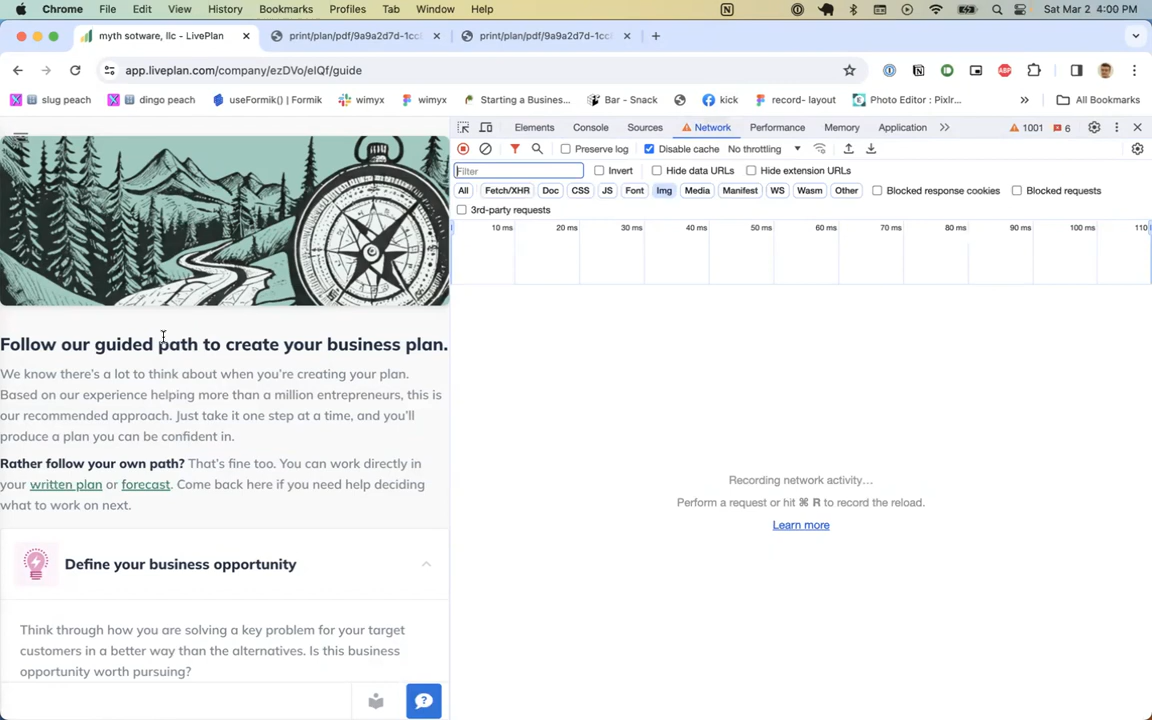 Chrome File Edit View History Bookmarks Profiles Tab Window Help Sat Mar 2 4:00 PM
myth sotware, llc - LivePlan print/plan/pdf/9a9a2d7d-1cc print/plan/pdf/9a9a2d7d-1cc
app.liveplan.com/company/ezDVo/elQf/guide
slug peach dingo peach useFormik() | Formik wimyx wimyx Starting a Busines... Bar - Snack kick record- layout Photo Editor : Pixlr... » All Bookmarks
Elements Console Sources Network Performance Memory Application » 1001 6
Preserve log Disable cache No throttling
Filter Invert Hide data URLs Hide extension URLs
All Fetch/XHR Doc CSS JS Font Img Media Manifest WS Wasm Other Blocked response cookies Blocked requests
3rd-party requests
10 ms 20 ms 30 ms 40 ms 50 ms 60 ms 70 ms 80 ms 90 ms 100 ms 110
Recording network activity…
Perform a request or hit ⌘ R to record the reload.
Learn more
Follow our guided path to create your business plan.
We know there's a lot to think about when you're creating your plan.
Based on our experience helping more than a million entrepreneurs, this is
our recommended approach. Just take it one step at a time, and you'll
produce a plan you can be confident in.
Rather follow your own path? That's fine too. You can work directly in
your written plan or forecast. Come back here if you need help deciding
what to work on next.
Define your business opportunity
Think through how you are solving a key problem for your target
customers in a better way than the alternatives. Is this business
opportunity worth pursuing?